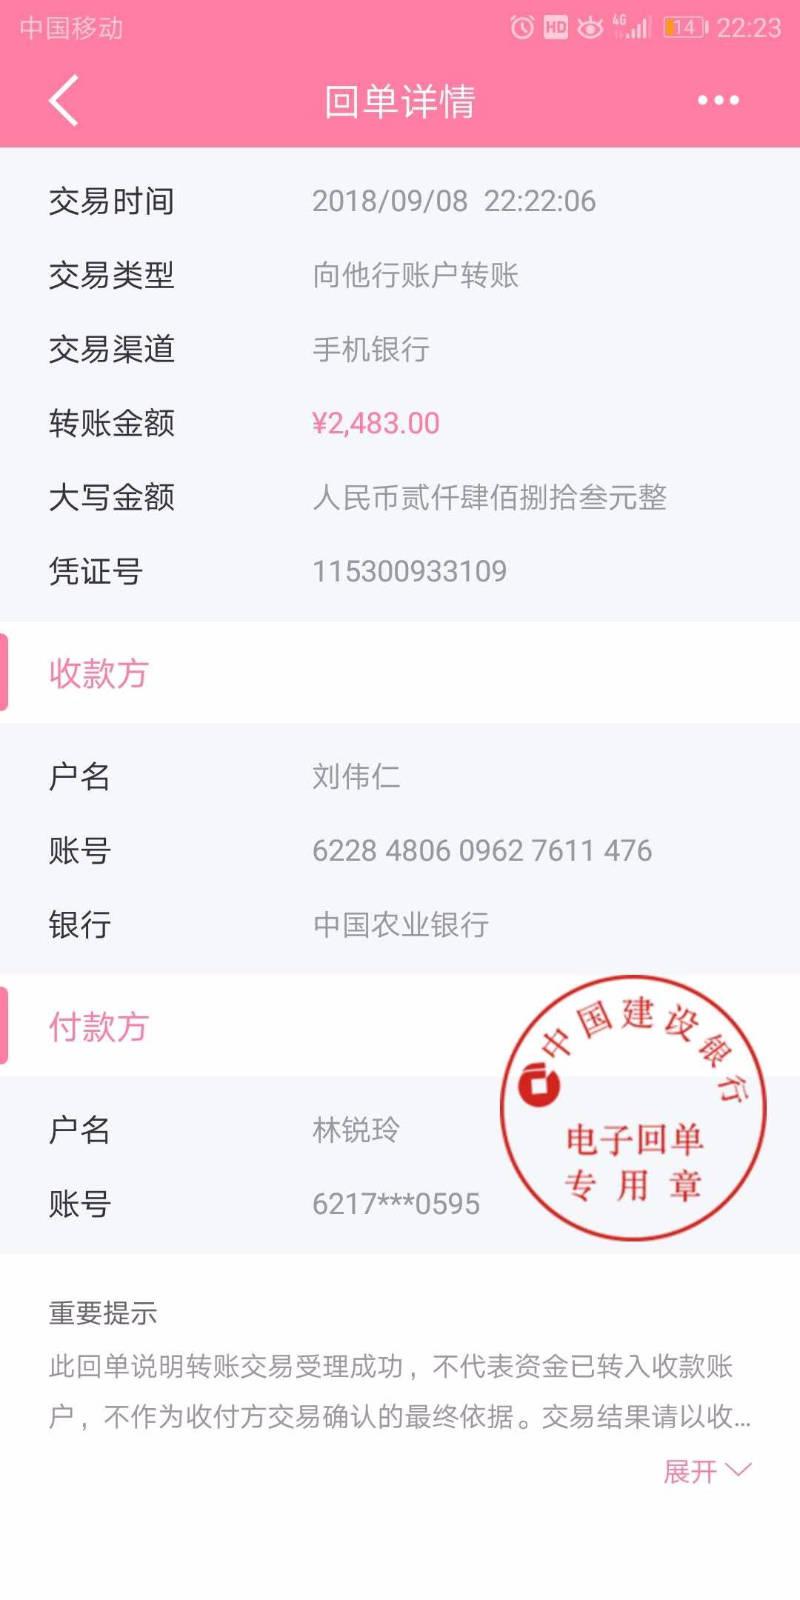 中国移动 HD 4G 14 22:23
回单详情
交易时间 2018/09/08 22:22:06
交易类型 向他行账户转账
交易渠道 手机银行
转账金额 ¥2,483.00
大写金额 人民币贰仟肆佰捌拾叁元整
凭证号 115300933109
收款方
户名 刘伟仁
账号 6228 4806 0962 7611 476
银行 中国农业银行
付款方
户名 林锐玲
账号 6217***0595
中国建设银行
电子回单
专用章
重要提示
此回单说明转账交易受理成功，不代表资金已转入收款账
户，不作为收付方交易确认的最终依据。交易结果请以收...
展开